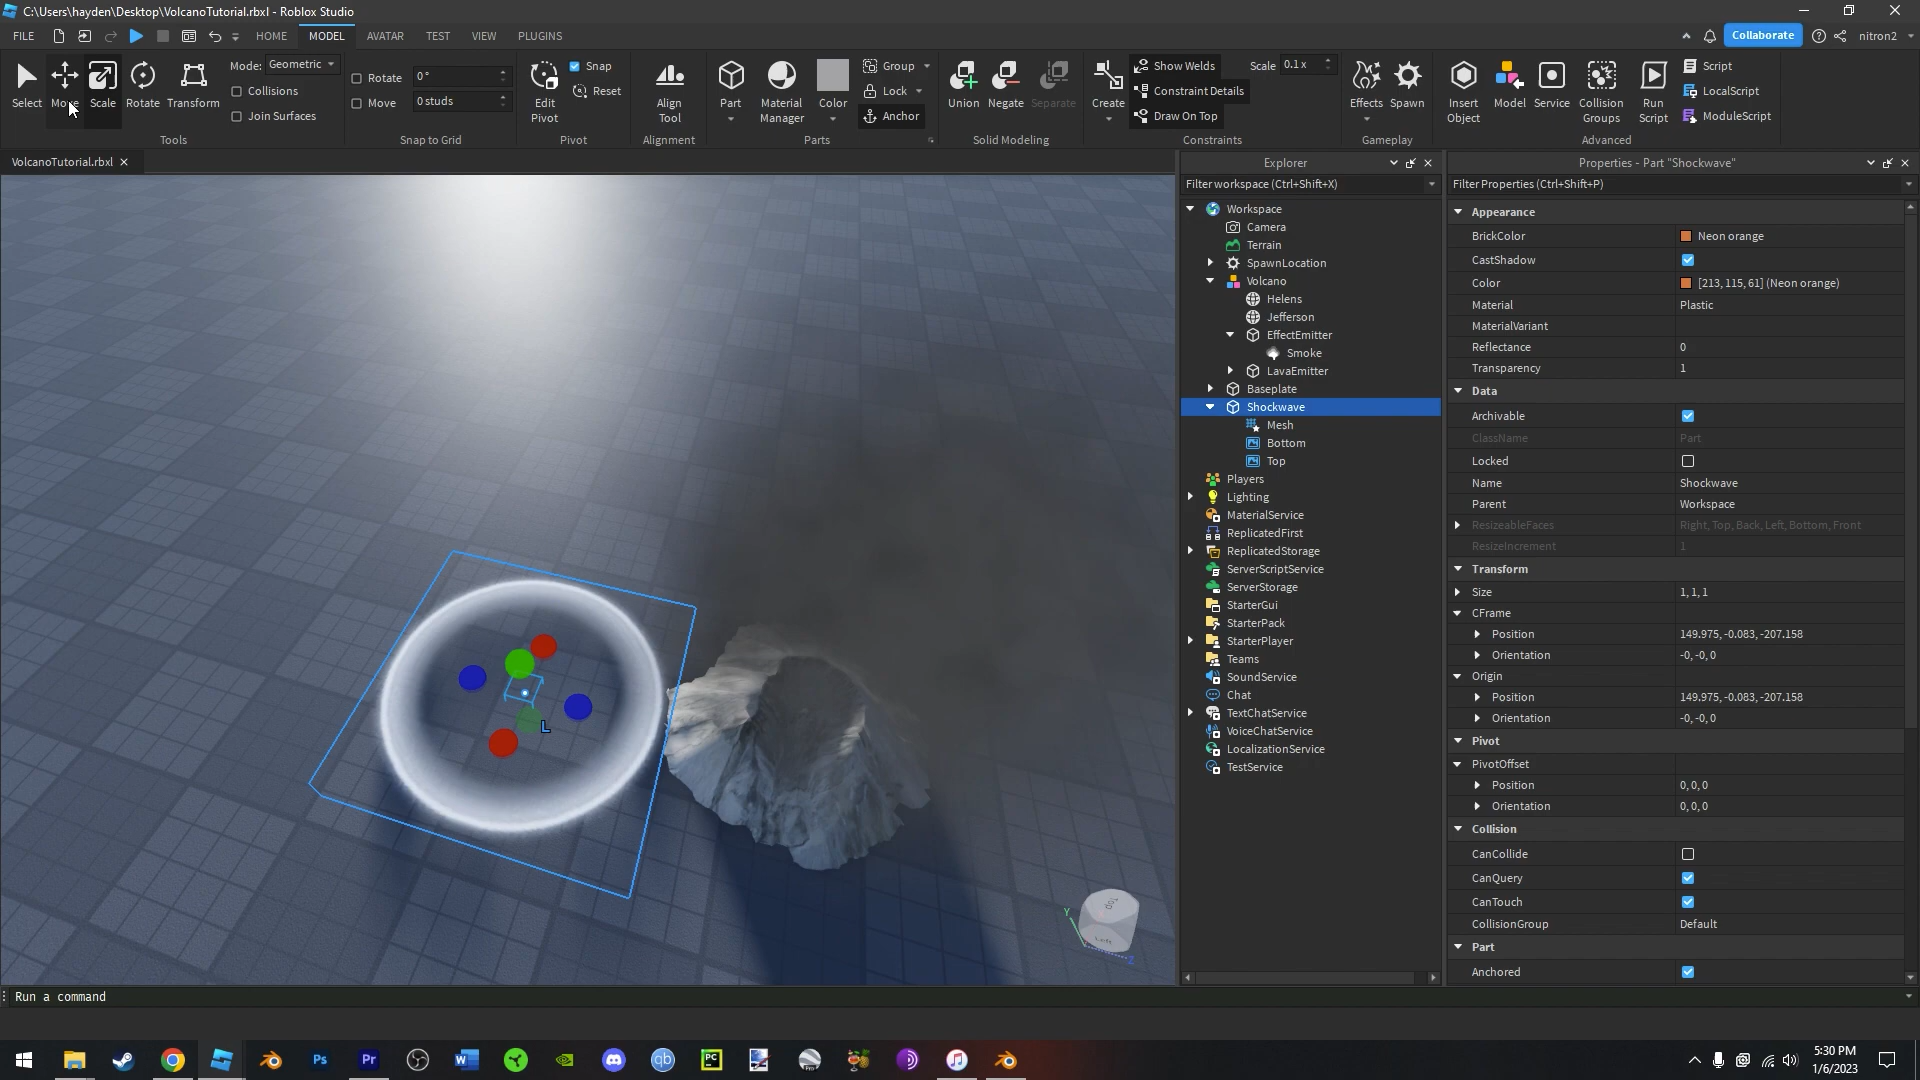 C:\Users\hayden\Desktop\VolcanoTutorial.rbxl - Roblox Studio
FILE HOME MODEL AVATAR TEST VIEW PLUGINS
Collaborate nitron2
Select Move Scale Rotate Transform
Mode: Geometric
Collisions
Join Surfaces
Tools
Rotate 0°
Move 0 studs
Snap to Grid
Edit Pivot
Snap
Reset
Pivot
Align Tool
Alignment
Part
Material Manager
Color
Group
Lock
Anchor
Parts
Union Negate Separate
Solid Modeling
Create
Show Welds
Scale 0.1 x
Constraint Details
Draw On Top
Constraints
Effects Spawn
Gameplay
Insert Object
Model Service
Collision Groups
Run Script
Script
LocalScript
ModuleScript
Advanced
VolcanoTutorial.rbxl
Top
Left
Y
Z
L
Explorer
Filter workspace (Ctrl+Shift+X)
Workspace
Camera
Terrain
SpawnLocation
Volcano
Helens
Jefferson
EffectEmitter
Smoke
LavaEmitter
Baseplate
Shockwave
Mesh
Bottom
Top
Players
Lighting
MaterialService
ReplicatedFirst
ReplicatedStorage
ServerScriptService
ServerStorage
StarterGui
StarterPack
StarterPlayer
Teams
SoundService
Chat
TextChatService
VoiceChatService
LocalizationService
TestService
Properties - Part "Shockwave"
Filter Properties (Ctrl+Shift+P)
Appearance
BrickColor Neon orange
CastShadow
Color [213, 115, 61] (Neon orange)
Material Plastic
MaterialVariant
Reflectance 0
Transparency 1
Data
Archivable
ClassName Part
Locked
Name Shockwave
Parent Workspace
ResizeableFaces Right, Top, Back, Left, Bottom, Front
ResizeIncrement 1
Transform
Size 1, 1, 1
CFrame
Position 149.975, -0.083, -207.158
Orientation -0, -0, 0
Origin
Position 149.975, -0.083, -207.158
Orientation -0, -0, 0
Pivot
PivotOffset
Position 0, 0, 0
Orientation 0, 0, 0
Collision
CanCollide
CanQuery
CanTouch
CollisionGroup Default
Part
Anchored
Run a command
Ps
Pr
W
qb
PC
Pro
5:30 PM
1/6/2023